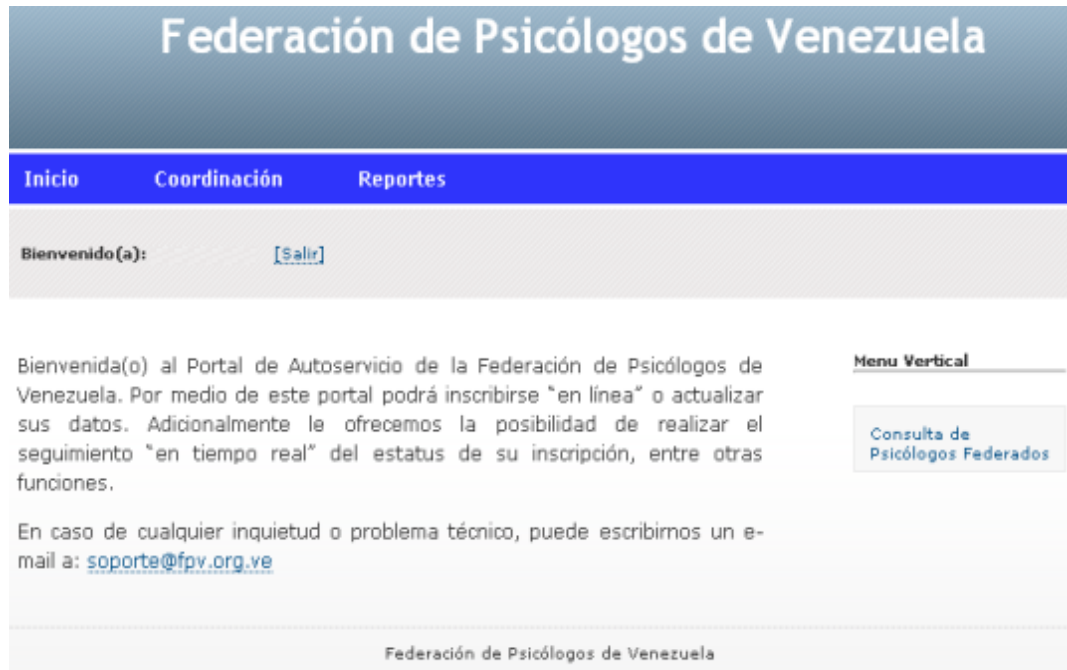 Federación de Psicólogos de Venezuela
Inicio Coordinación Reportes
Bienvenido(a): [Salir]
Bienvenida(o) al Portal de Autoservicio de la Federación de Psicólogos de
Venezuela. Por medio de este portal podrá inscribirse “en línea” o actualizar
sus datos. Adicionalmente le ofrecemos la posibilidad de realizar el
seguimiento “en tiempo real” del estatus de su inscripción, entre otras
funciones.
En caso de cualquier inquietud o problema técnico, puede escribirnos un e-
mail a: soporte@fpv.org.ve
Menu Vertical
Consulta de
Psicólogos Federados
Federación de Psicólogos de Venezuela